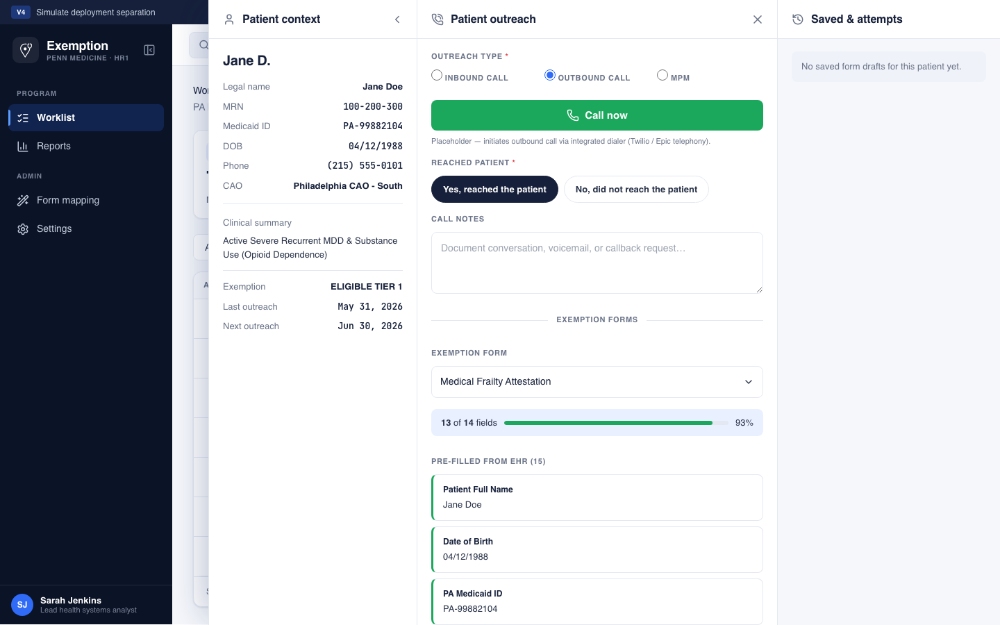 V4 Simulate deployment separation
Exemption
PENN MEDICINE · HR1
PROGRAM
Worklist
Reports
ADMIN
Form mapping
Settings
SJ
Sarah Jenkins
Lead health systems analyst
Patient context
Jane D.
Legal name Jane Doe
MRN 100-200-300
Medicaid ID PA-99882104
DOB 04/12/1988
Phone (215) 555-0101
CAO Philadelphia CAO - South
Clinical summary
Active Severe Recurrent MDD & Substance
Use (Opioid Dependence)
Exemption ELIGIBLE TIER 1
Last outreach May 31, 2026
Next outreach Jun 30, 2026
Patient outreach
OUTREACH TYPE *
INBOUND CALL OUTBOUND CALL MPM
Call now
Placeholder — initiates outbound call via integrated dialer (Twilio / Epic telephony).
REACHED PATIENT *
Yes, reached the patient No, did not reach the patient
CALL NOTES
Document conversation, voicemail, or callback request…
EXEMPTION FORMS
EXEMPTION FORM
Medical Frailty Attestation
13 of 14 fields 93%
PRE-FILLED FROM EHR (15)
Patient Full Name
Jane Doe
Date of Birth
04/12/1988
PA Medicaid ID
PA-99882104
Saved & attempts
No saved form drafts for this patient yet.